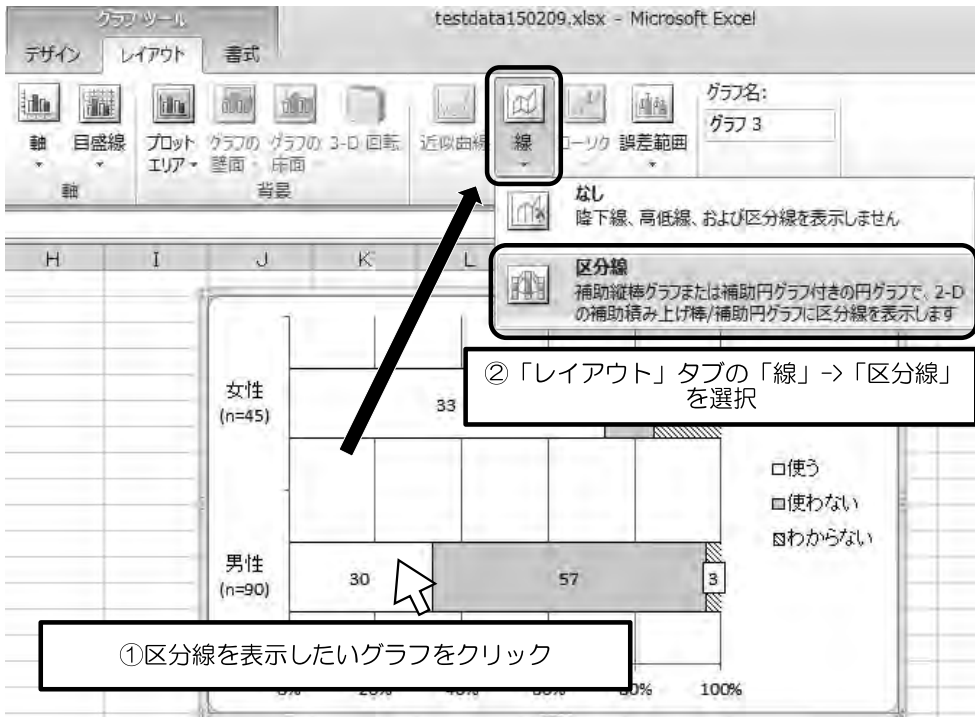 グラフ ツール
testdata150209.xlsx - Microsoft Excel
デザイン レイアウト 書式
軸
目盛線
プロット
エリア
グラフの
壁面
グラフの
床面
3-D 回転
近似曲線
線
ローソク
誤差範囲
グラフ名:
グラフ 3
軸
背景
なし
降下線、高低線、および区分線を表示しません
区分線
補助縦棒グラフまたは補助円グラフ付きの円グラフで、2-D
の補助積み上げ棒/補助円グラフに区分線を表示します
H I J K L
②「レイアウト」タブの「線」->「区分線」
を選択
女性
(n=45)
33
□使う
使わない
わからない
男性
(n=90)
30 57 3
①区分線を表示したいグラフをクリック
100%